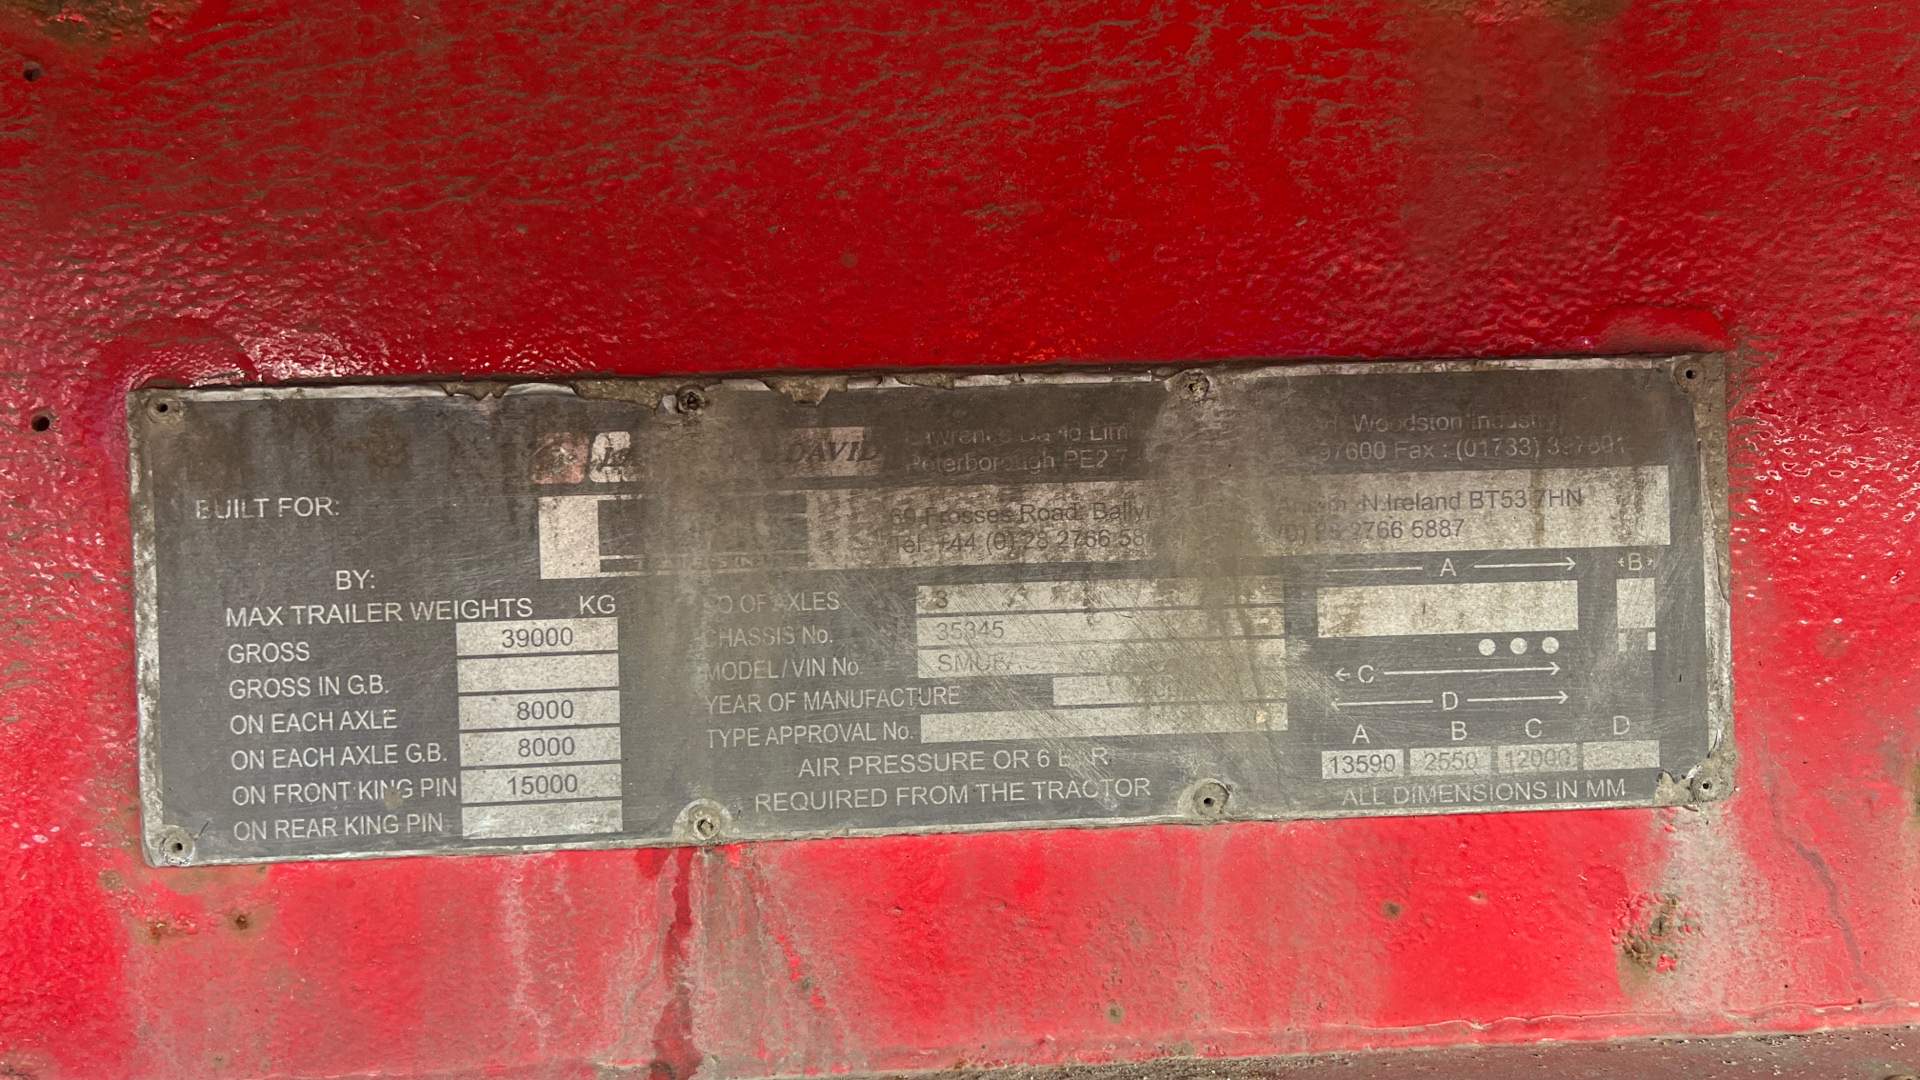 DAVID
Woodston Industry
97600 Fax : (01733)
Peterborough PE2 7
BUILT FOR:
69 Frosses Road, Bally
N.Ireland BT53 7HN
Tel: +44 (0) 28 2766 58
(0) 28 2766 5887
BY:
MAX TRAILER WEIGHTS KG
GROSS 39000
GROSS IN G.B.
ON EACH AXLE 8000
ON EACH AXLE G.B. 8000
ON FRONT KING PIN 15000
ON REAR KING PIN
NO OF AXLES 3
CHASSIS No. 35345
MODEL/VIN No
YEAR OF MANUFACTURE
TYPE APPROVAL No.
AIR PRESSURE OR 6 BAR
REQUIRED FROM THE TRACTOR
A B
C
D
A B C D
13590 2550 12000
ALL DIMENSIONS IN MM